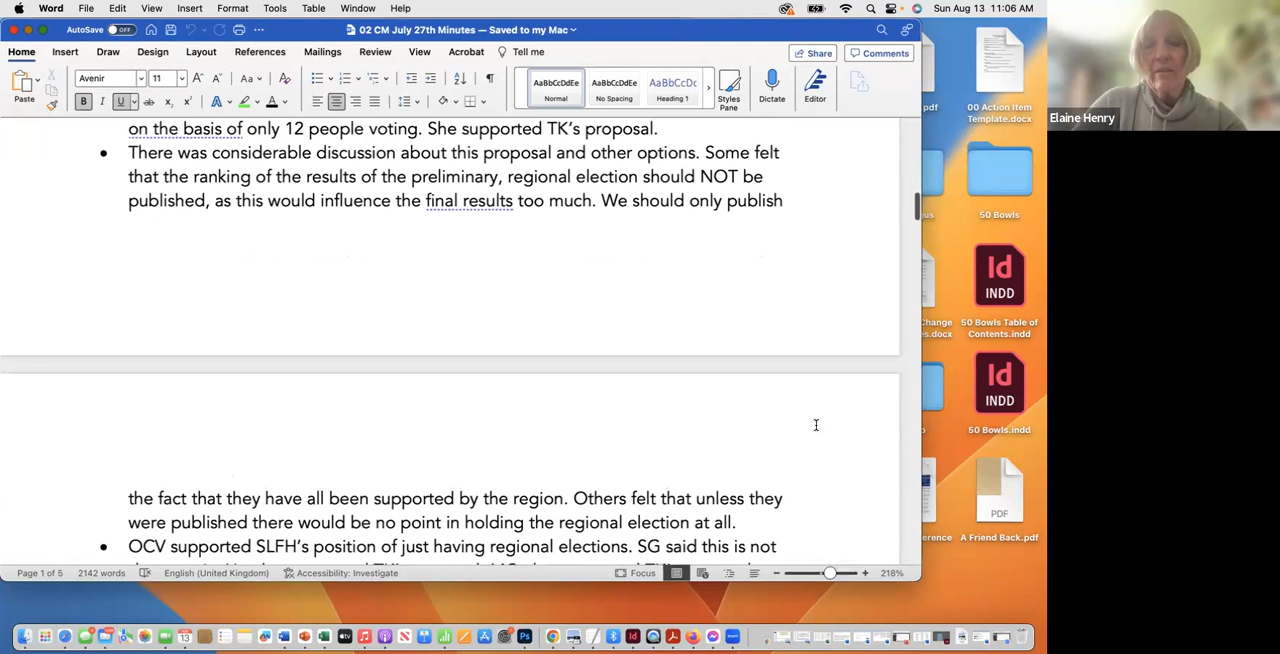 Word File Edit View Insert Format Tools Table Window Help Sun Aug 13 11:06 AM
AutoSave OFF 02 CM July 27th Minutes — Saved to my Mac
Home Insert Draw Design Layout References Mailings Review View Acrobat Tell me Share Comments
Paste Avenir 11 Aa
AaBbCcDdEe AaBbCcDdEe AaBbCcDc
Normal No Spacing Heading 1 Styles Pane Dictate Editor
on the basis of only 12 people voting. She supported TK's proposal.
• There was considerable discussion about this proposal and other options. Some felt
that the ranking of the results of the preliminary, regional election should NOT be
published, as this would influence the final results too much. We should only publish
the fact that they have all been supported by the region. Others felt that unless they
were published there would be no point in holding the regional election at all.
• OCV supported SLFH's position of just having regional elections. SG said this is not
Page 1 of 5 2142 words English (United Kingdom) Accessibility: Investigate Focus 218%
.pdf
00 Action Item
Template.docx
50 Bowls
Id
INDD
Change
.docx
50 Bowls Table of
Contents.indd
Id
INDD
50 Bowls.indd
PDF
erence
A Friend Back.pdf
Elaine Henry